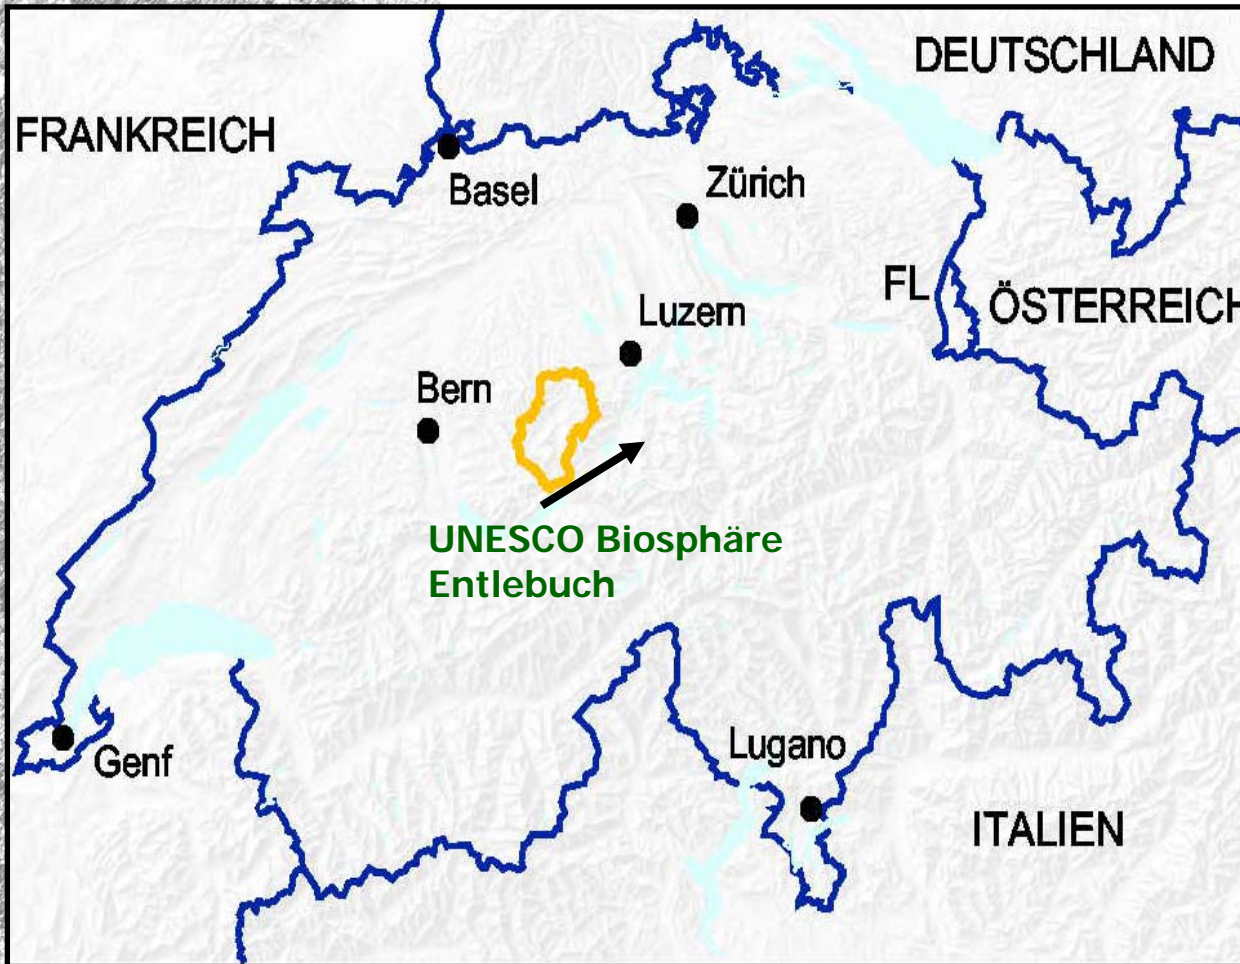 DEUTSCHLAND
FRANKREICH
Basel
Zürich
FL
ÖSTERREICH
Luzern
Bern
UNESCO Biosphäre
Entlebuch
Genf
Lugano
ITALIEN